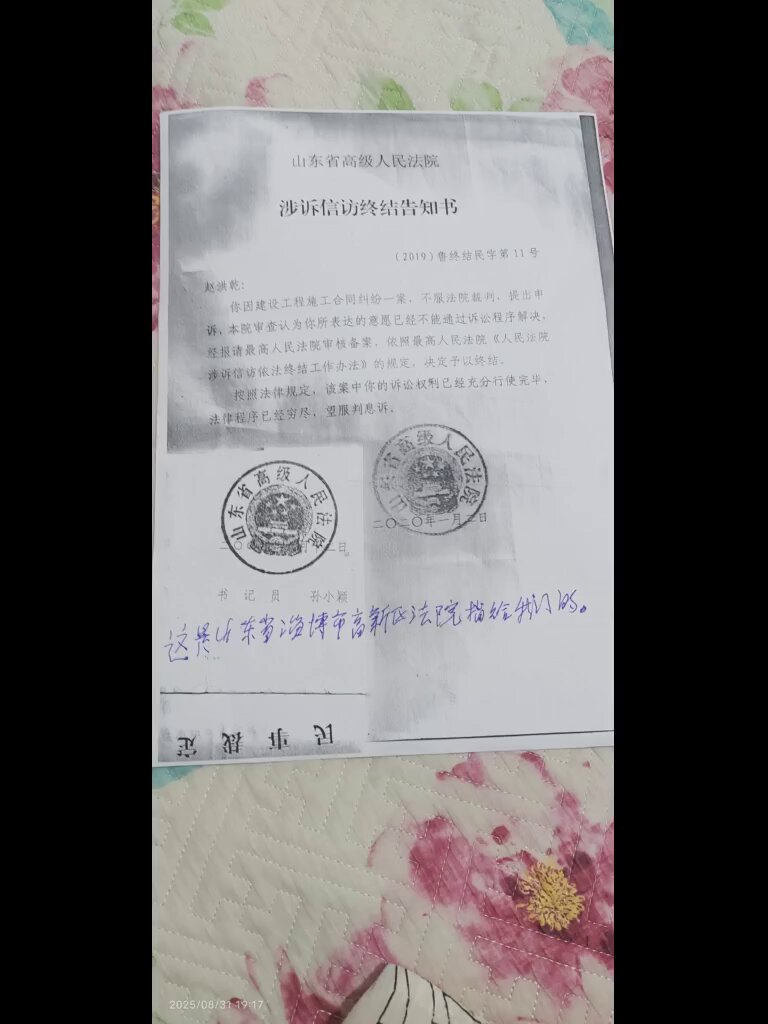 山东省高级人民法院
涉诉信访终结告知书
（2019）鲁终结民字第11号
赵洪乾：
你因建设工程施工合同纠纷一案，不服法院裁判，提出申
诉，本院审查认为你所表达的意愿已经不能通过诉讼程序解决，
经报请最高人民法院审核备案，依照最高人民法院《人民法院
涉诉信访依法终结工作办法》的规定，决定予以终结。
按照法律规定，该案中你的诉讼权利已经充分行使完毕，
法律程序已经穷尽，望服判息诉。
山东省高级人民法院
二〇二〇年一月二日
山东省高级人民法院
二〇 月 二日
书记员 孙小颖
这是山东省淄博市高新区法院 给我们的。
民事裁定
2025/08/31 19:17